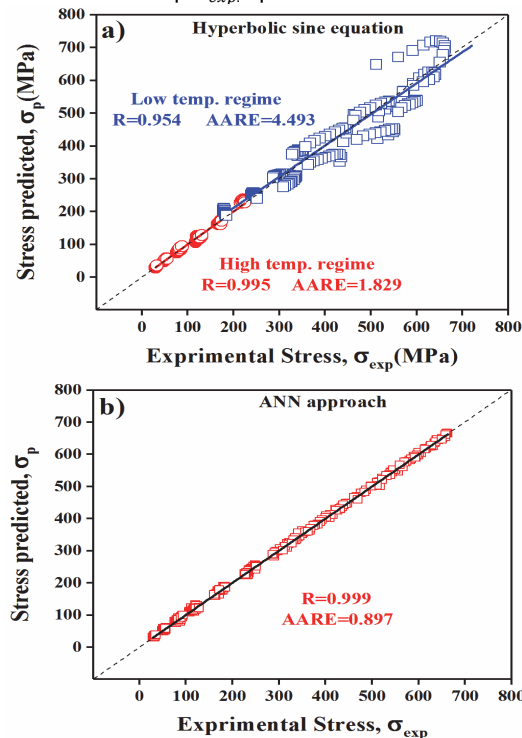 exp.
a)
Hyperbolic sine equation
Low temp. regime
R=0.954 AARE=4.493
High temp. regime
R=0.995 AARE=1.829
Stress predicted, σp(MPa)
800
700
600
500
400
300
200
100
0
0 100 200 300 400 500 600 700 800
Exprimental Stress, σexp(MPa)
b)
ANN approach
R=0.999
AARE=0.897
Stress predicted, σp
800
700
600
500
400
300
200
100
0
0 100 200 300 400 500 600 700 800
Exprimental Stress, σexp